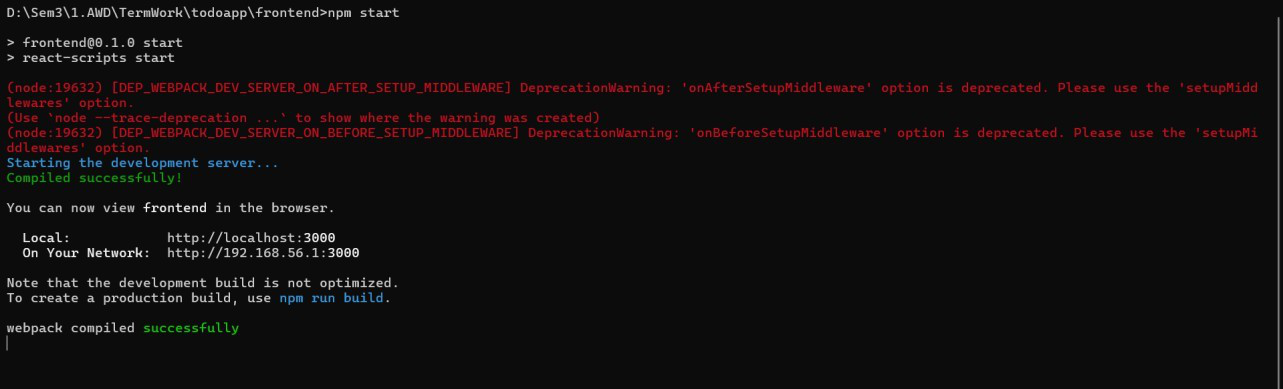 D:\Sem3\1.AWD\TermWork\todoapp\frontend>npm start
> frontend@0.1.0 start
> react-scripts start
(node:19632) [DEP_WEBPACK_DEV_SERVER_ON_AFTER_SETUP_MIDDLEWARE] DeprecationWarning: 'onAfterSetupMiddleware' option is deprecated. Please use the 'setupMidd
lewares' option.
(Use `node --trace-deprecation ...` to show where the warning was created)
(node:19632) [DEP_WEBPACK_DEV_SERVER_ON_BEFORE_SETUP_MIDDLEWARE] DeprecationWarning: 'onBeforeSetupMiddleware' option is deprecated. Please use the 'setupMi
ddlewares' option.
Starting the development server...
Compiled successfully!
You can now view frontend in the browser.
Local: http://localhost:3000
On Your Network: http://192.168.56.1:3000
Note that the development build is not optimized.
To create a production build, use npm run build.
webpack compiled successfully